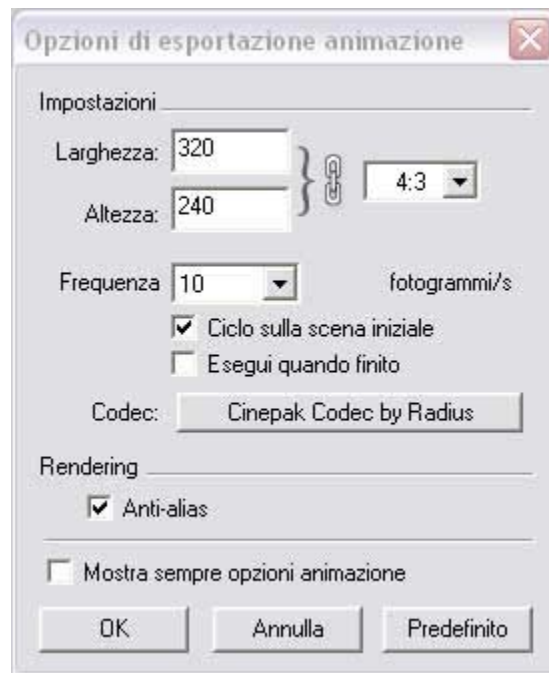 Opzioni di esportazione animazione
Impostazioni
Larghezza: 320
4:3
Altezza: 240
Frequenza 10 fotogrammi/s
Ciclo sulla scena iniziale
Esegui quando finito
Codec: Cinepak Codec by Radius
Rendering
Anti-alias
Mostra sempre opzioni animazione
OK Annulla Predefinito